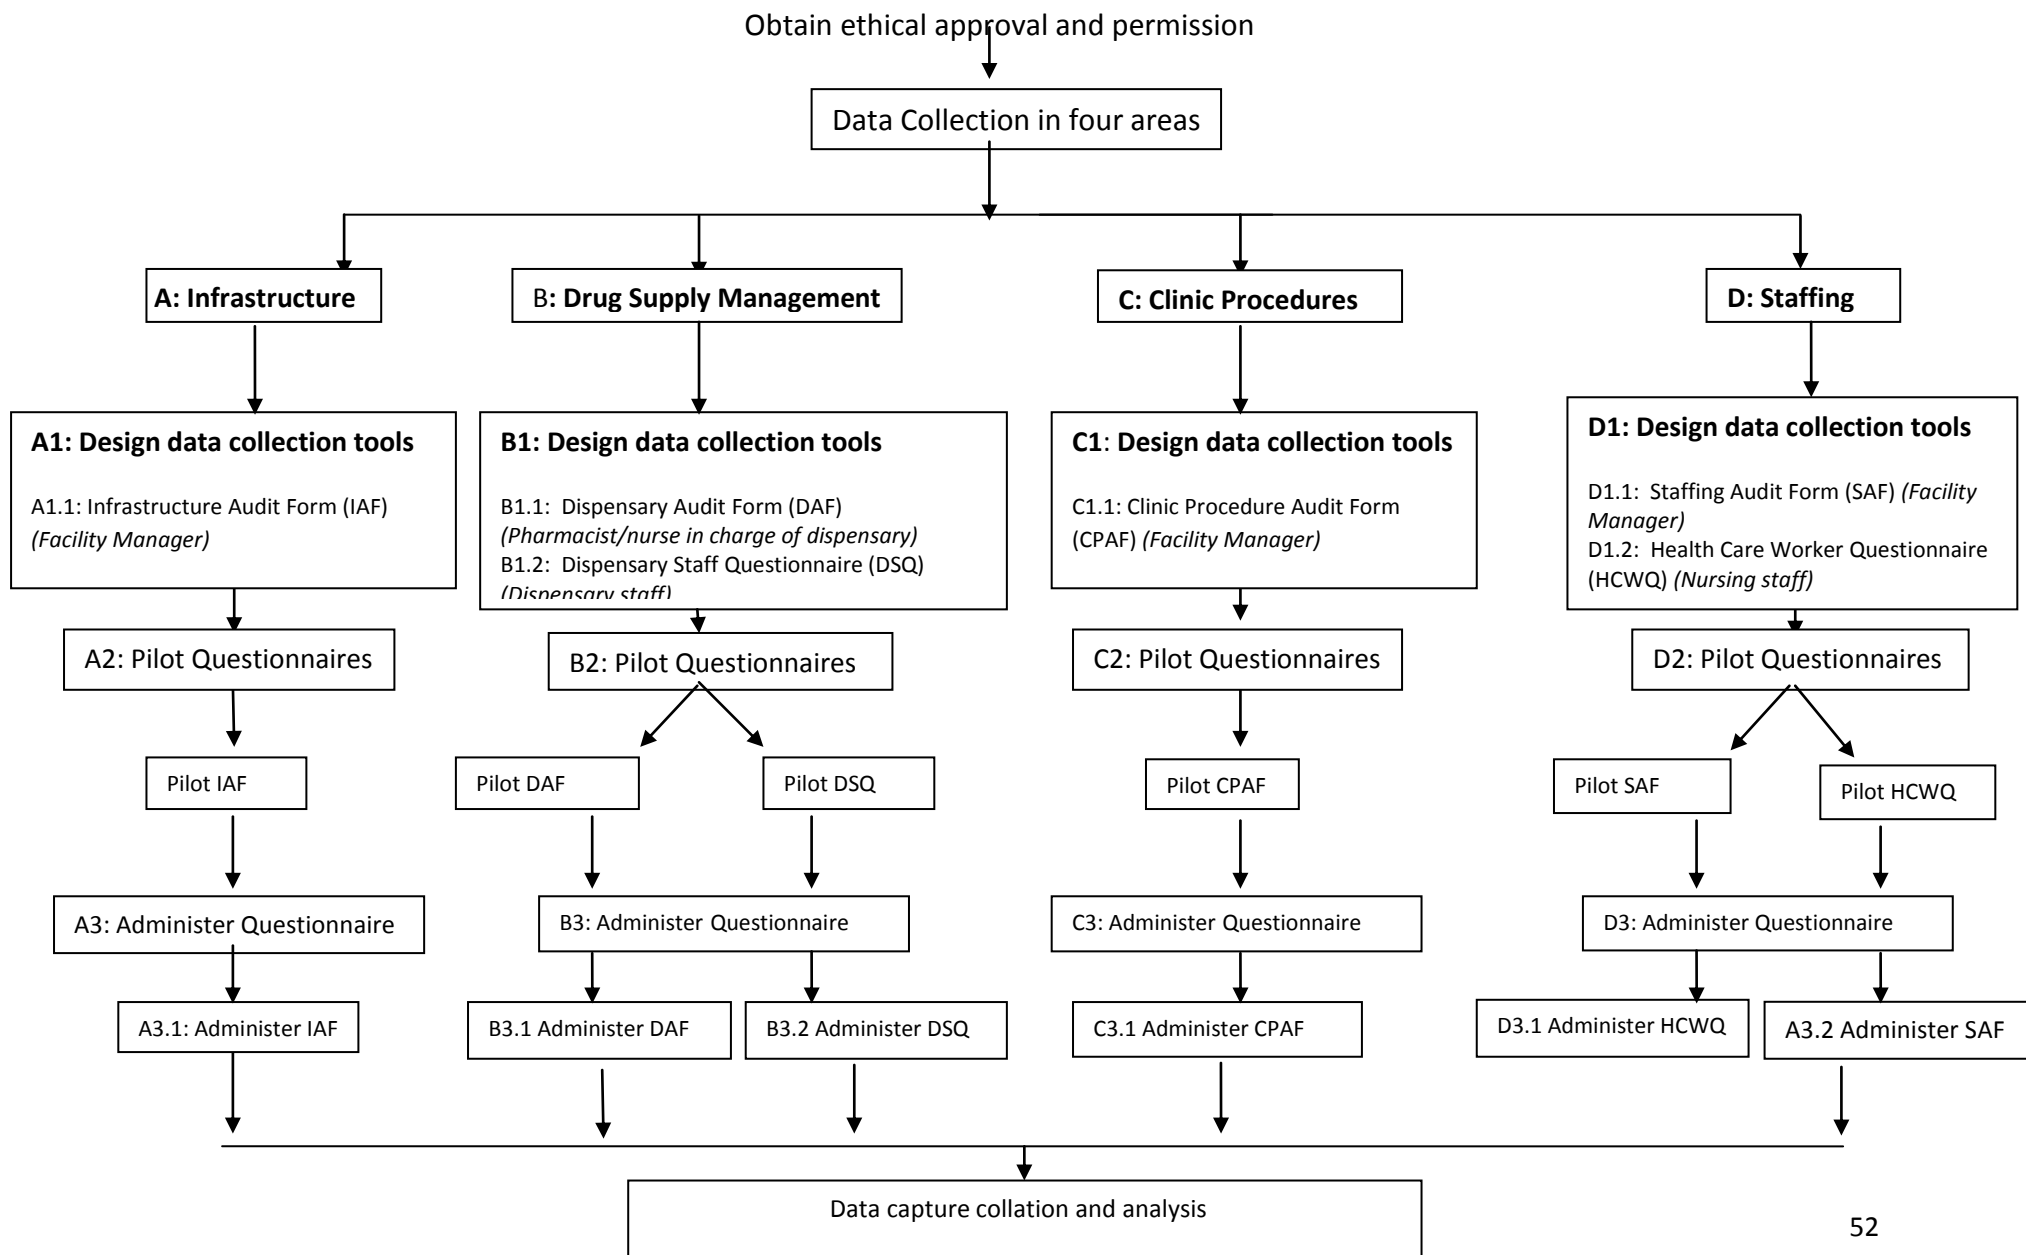 Obtain ethical approval and permission
Data Collection in four areas
A: Infrastructure
B: Drug Supply Management
C: Clinic Procedures
D: Staffing
A1: Design data collection tools
A1.1: Infrastructure Audit Form (IAF)
(Facility Manager)
B1: Design data collection tools
B1.1:  Dispensary Audit Form (DAF)
(Pharmacist/nurse in charge of dispensary)
B1.2:  Dispensary Staff Questionnaire (DSQ)
(Dispensary staff)
C1: Design data collection tools
C1.1: Clinic Procedure Audit Form
(CPAF) (Facility Manager)
D1: Design data collection tools
D1.1:  Staffing Audit Form (SAF) (Facility
Manager)
D1.2:  Health Care Worker Questionnaire
(HCWQ) (Nursing staff)
A2: Pilot Questionnaires
B2: Pilot Questionnaires
C2: Pilot Questionnaires
D2: Pilot Questionnaires
Pilot IAF
Pilot DAF
Pilot DSQ
Pilot CPAF
Pilot SAF
Pilot HCWQ
A3: Administer Questionnaire
B3: Administer Questionnaire
C3: Administer Questionnaire
D3: Administer Questionnaire
A3.1: Administer IAF
B3.1 Administer DAF
B3.2 Administer DSQ
C3.1 Administer CPAF
D3.1 Administer HCWQ
A3.2 Administer SAF
Data capture collation and analysis
52